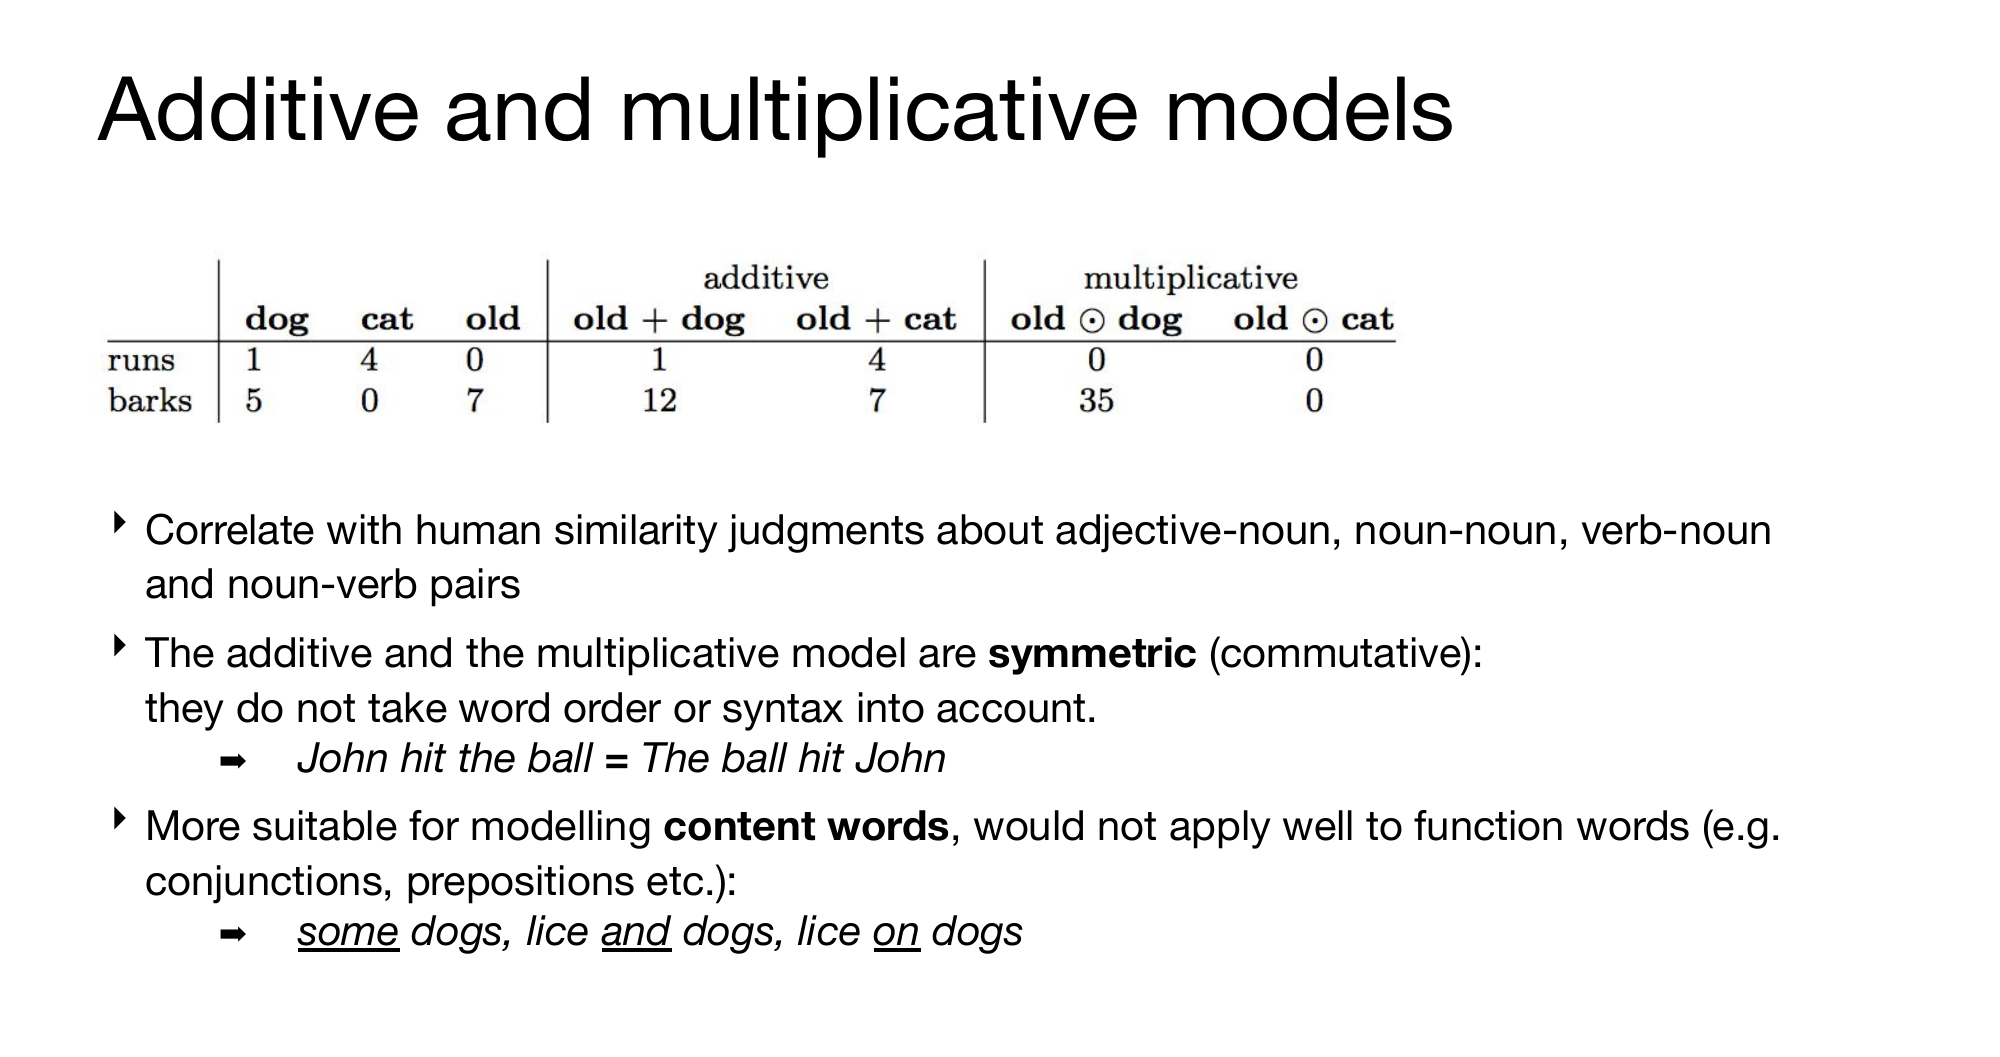 Additive and multiplicative models
additive multiplicative
dog cat old old + dog old + cat old ⊙ dog old ⊙ cat
runs 1 4 0 1 4 0 0
barks 5 0 7 12 7 35 0
‣ Correlate with human similarity judgments about adjective-noun, noun-noun, verb-noun
and noun-verb pairs
‣ The additive and the multiplicative model are symmetric (commutative):
they do not take word order or syntax into account.
➡ John hit the ball = The ball hit John
‣ More suitable for modelling content words, would not apply well to function words (e.g.
conjunctions, prepositions etc.):
➡ some dogs, lice and dogs, lice on dogs